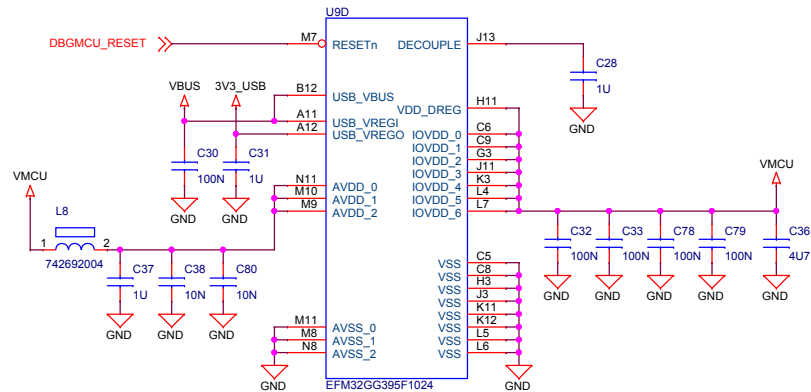 U9D
DBGMCU_RESET
M7
RESETn
DECOUPLE
J13
C28
1U
GND
VBUS
3V3_USB
B12
USB_VBUS
A11
USB_VREGI
A12
USB_VREGO
C30
100N
C31
1U
GND
GND
VDD_DREG
H11
IOVDD_0
C6
IOVDD_1
C9
IOVDD_2
G3
IOVDD_3
J11
IOVDD_4
K3
IOVDD_5
L4
IOVDD_6
L7
VMCU
L8
1
2
742692004
N11
AVDD_0
M10
AVDD_1
M9
AVDD_2
C37
1U
C38
10N
C80
10N
GND
GND
GND
VMCU
C32
100N
C33
100N
C78
100N
C79
100N
C36
4U7
GND
GND
GND
GND
GND
VSS
C5
VSS
C8
VSS
H3
VSS
J3
VSS
K11
VSS
K12
VSS
L5
VSS
L6
GND
M11
AVSS_0
M8
AVSS_1
N8
AVSS_2
GND
EFM32GG395F1024